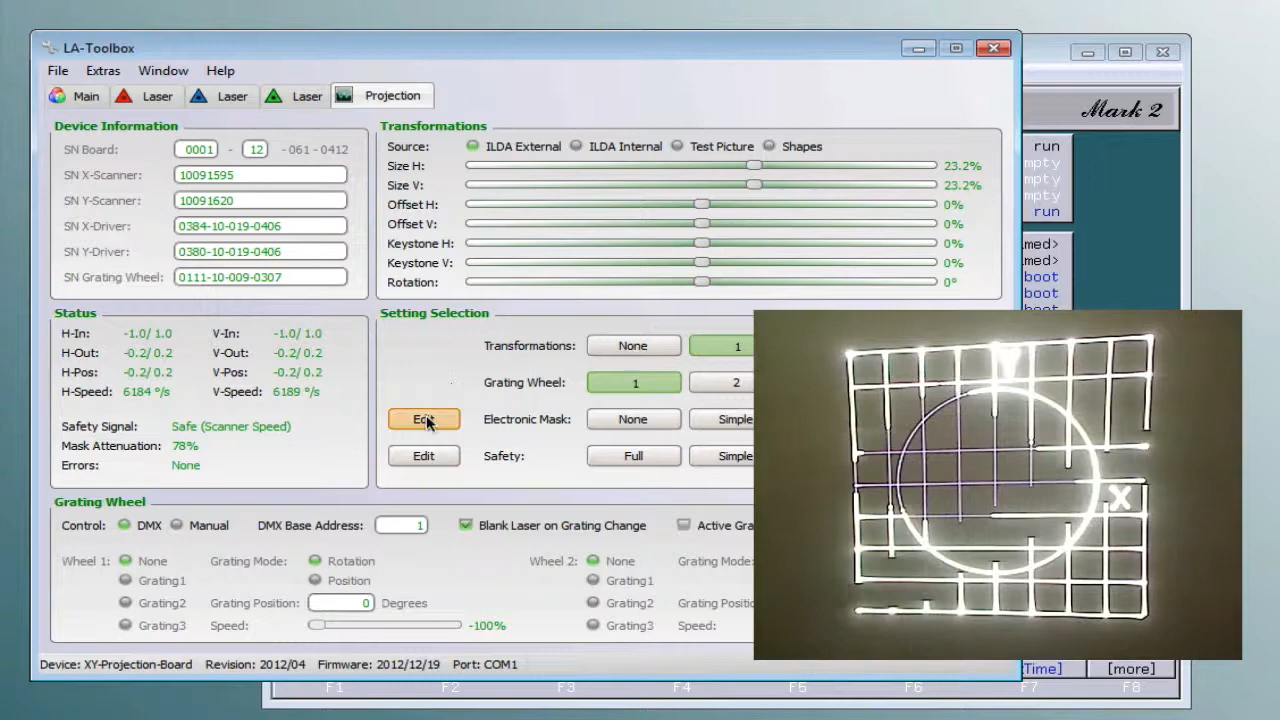 LA-Toolbox
File Extras Window Help
Main Laser Laser Laser Projection
Mark 2
Device Information
SN Board: 0001 - 12 - 061 - 0412
SN X-Scanner: 10091595
SN Y-Scanner: 10091620
SN X-Driver: 0384-10-019-0406
SN Y-Driver: 0380-10-019-0406
SN Grating Wheel: 0111-10-009-0307
Transformations
Source: ILDA External ILDA Internal Test Picture Shapes
Size H: 23.2%
Size V: 23.2%
Offset H: 0%
Offset V: 0%
Keystone H: 0%
Keystone V: 0%
Rotation: 0°
run
mpty
mpty
mpty
run
med>
med>
boot
boot
Status
H-In: -1.0/ 1.0 V-In: -1.0/ 1.0
H-Out: -0.2/ 0.2 V-Out: -0.2/ 0.2
H-Pos: -0.2/ 0.2 V-Pos: -0.2/ 0.2
H-Speed: 6184 °/s V-Speed: 6189 °/s
Safety Signal: Safe (Scanner Speed)
Mask Attenuation: 78%
Errors: None
Setting Selection
Transformations: None 1
Grating Wheel: 1 2
Edit Electronic Mask: None Simple
Edit Safety: Full Simple
X
Grating Wheel
Control: DMX Manual DMX Base Address: 1 Blank Laser on Grating Change Active Gra
Wheel 1: None Grating Mode: Rotation Wheel 2: None Grating Mode:
Grating1 Position Grating1
Grating2 Grating Position: 0 Degrees Grating2 Grating Positio
Grating3 Speed: -100% Grating3 Speed:
Device: XY-Projection-Board Revision: 2012/04 Firmware: 2012/12/19 Port: COM1
Time] [more]
F1 F2 F3 F4 F5 F6 F7 F8